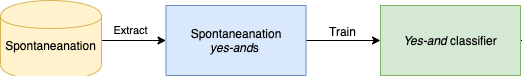 Spontaneanation
Extract
Spontaneanation
yes-ands
Train
Yes-and classifier